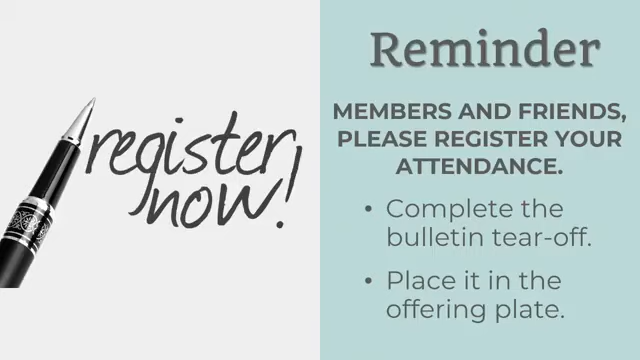 register
now!
Reminder
MEMBERS AND FRIENDS,
PLEASE REGISTER YOUR
ATTENDANCE.
• Complete the
bulletin tear-off.
• Place it in the
offering plate.